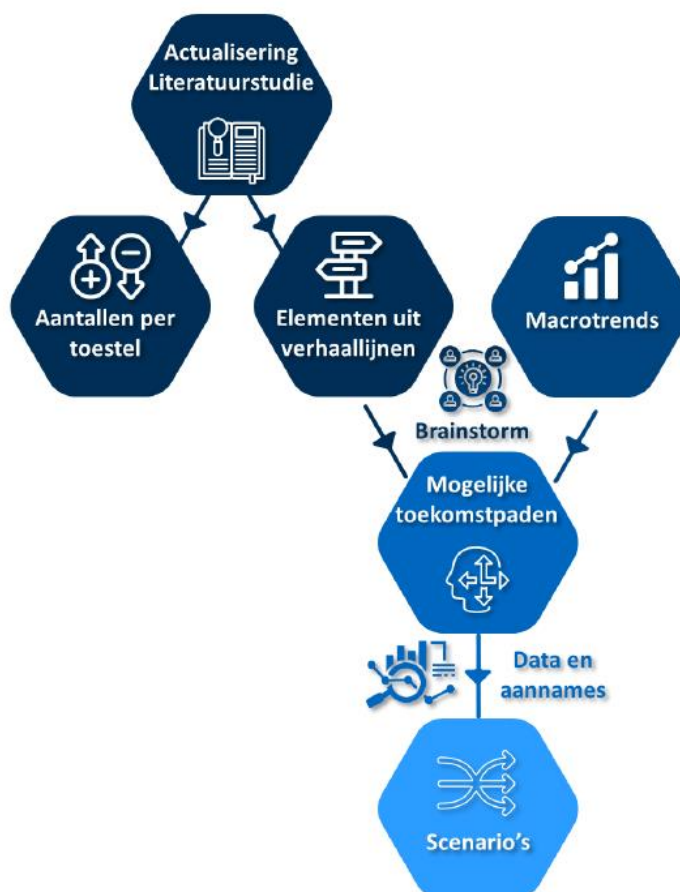 Actualisering
Literatuurstudie
Aantallen per
toestel
Elementen uit
verhaallijnen
Macrotrends
Brainstorm
Mogelijke
toekomstpaden
Data en
aannames
Scenario's